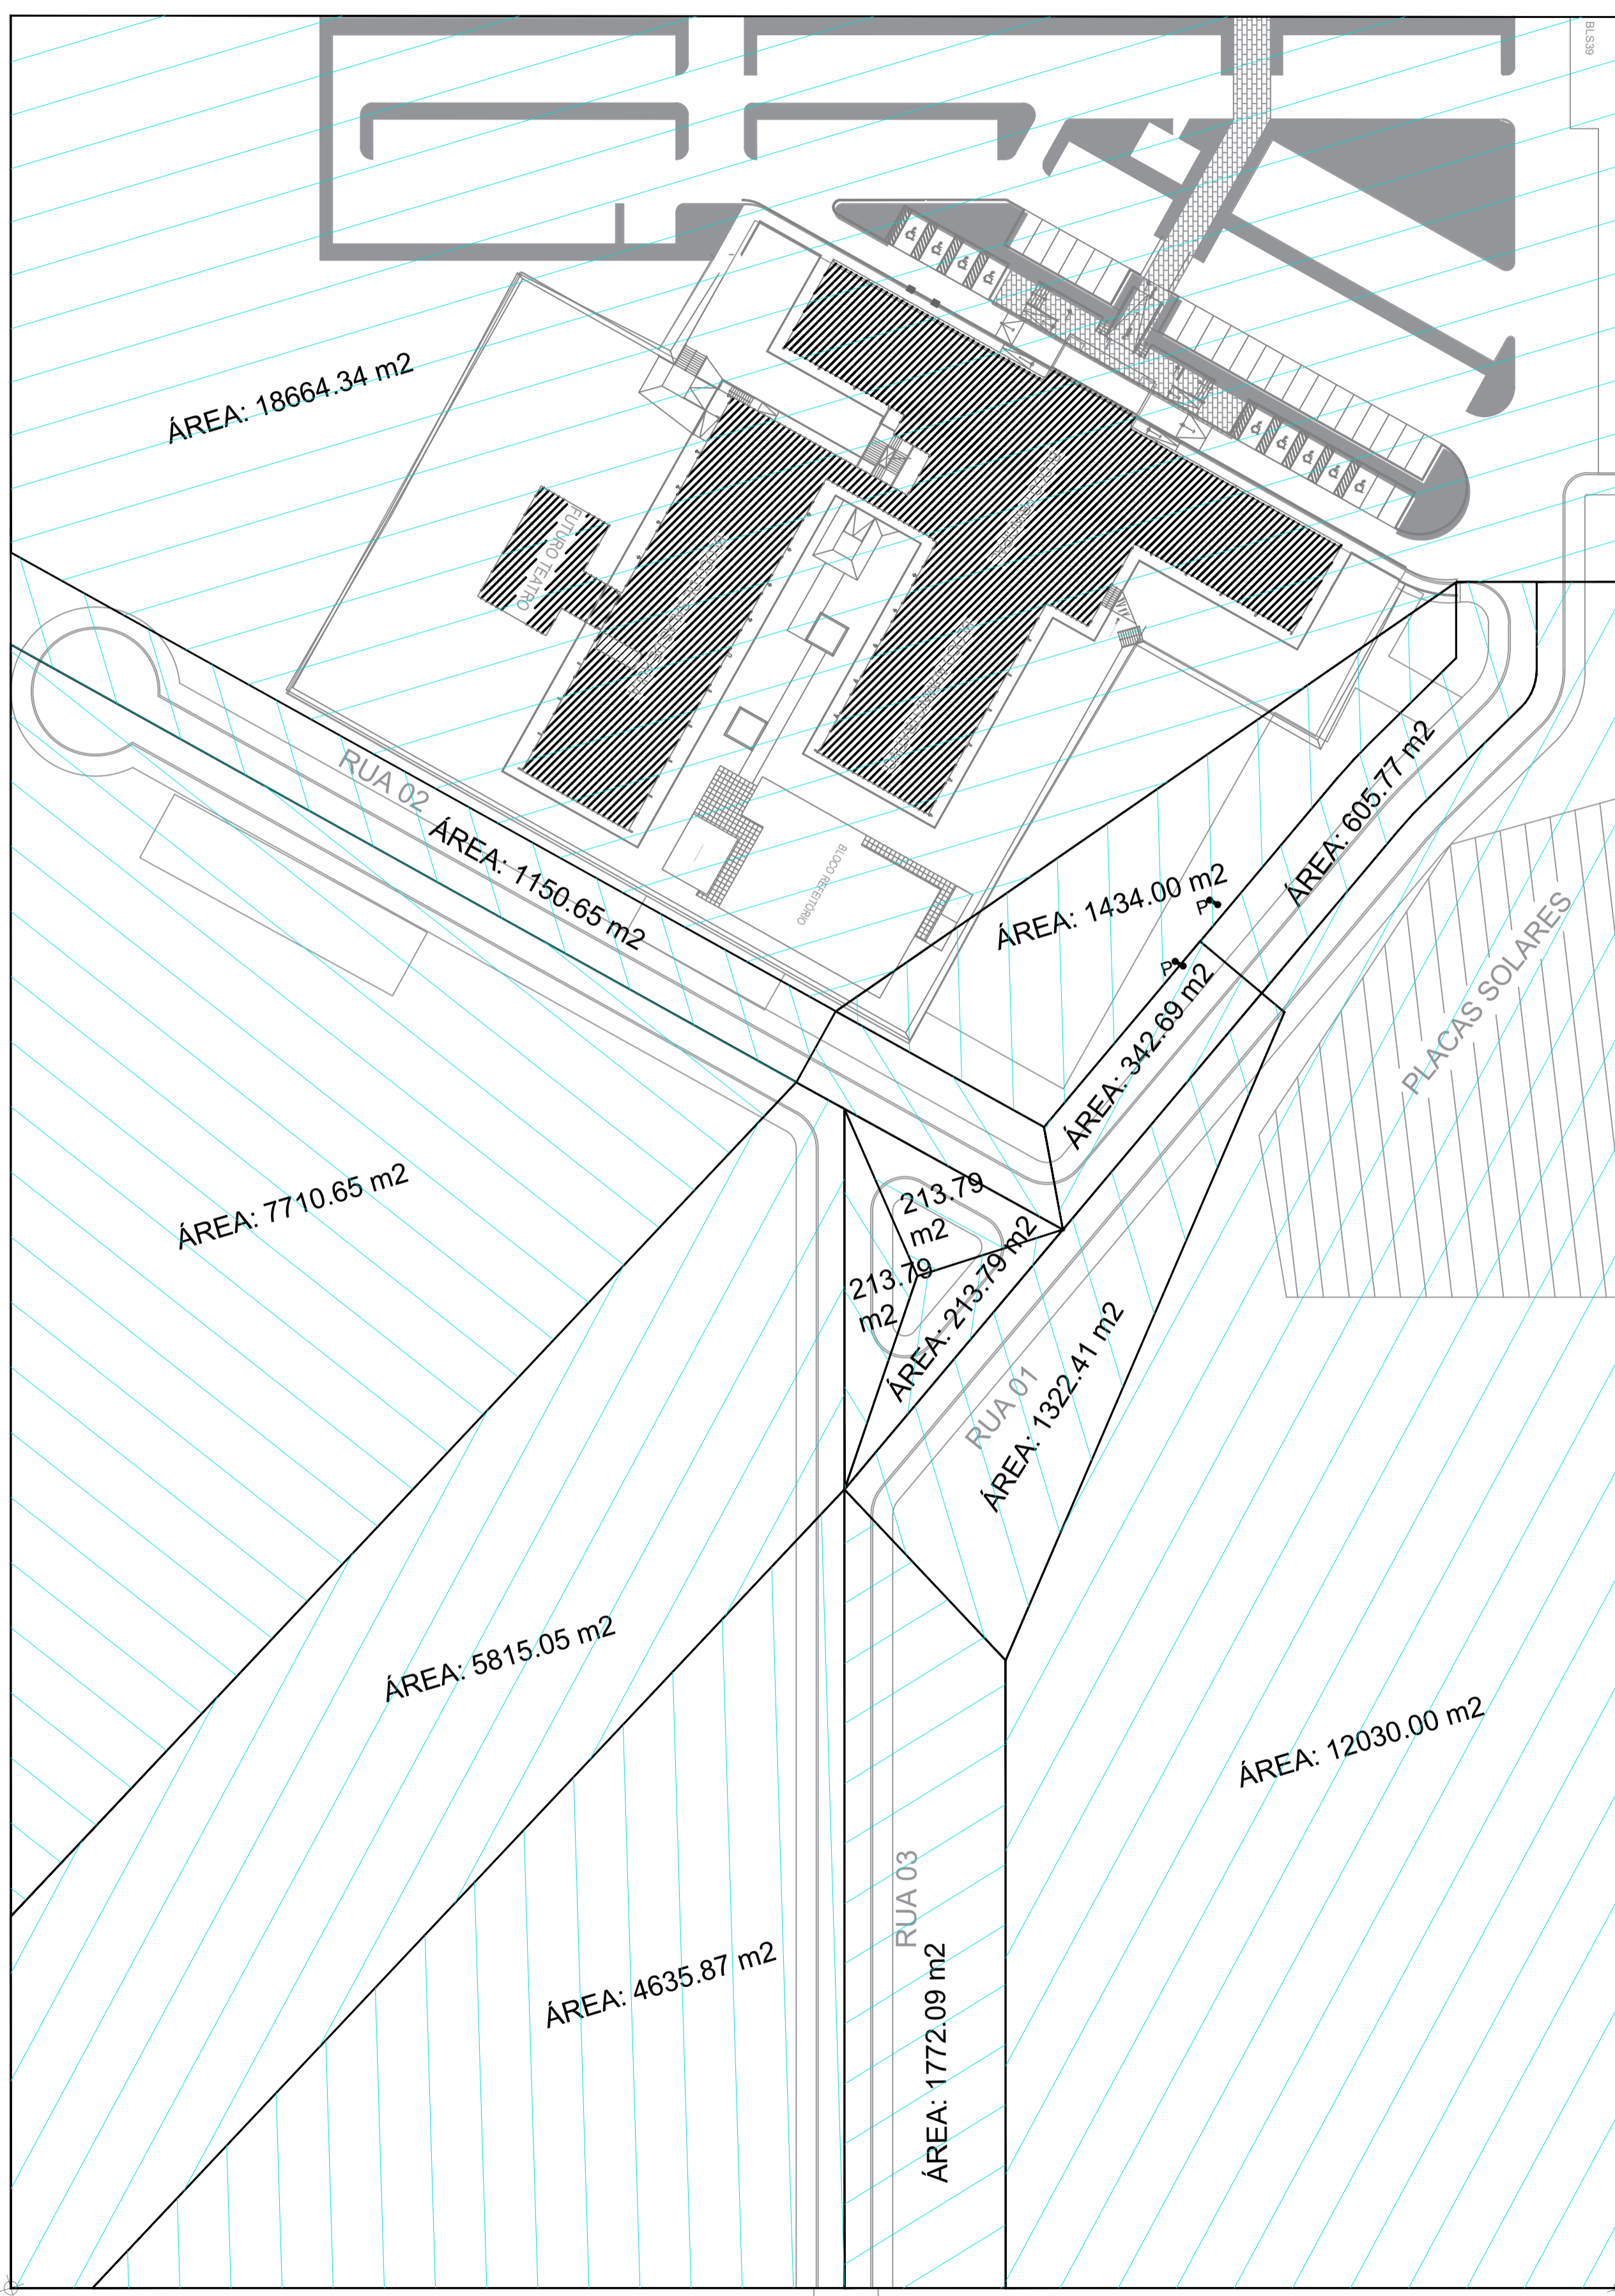 BLS39
ÁREA: 18664.34 m2
FUTURO TEATRO
RUA 02
ÁREA: 1150.65 m2
BLOCO REFEITÓRIO
ÁREA: 605.77 m2
ÁREA: 1434.00 m2
P
P
ÁREA: 342.69 m2
PLACAS SOLARES
ÁREA: 7710.65 m2
213.79
m2
213.79
m2
ÁREA: 213.79 m2
RUA 01
ÁREA: 1322.41 m2
ÁREA: 5815.05 m2
ÁREA: 12030.00 m2
RUA 03
ÁREA: 4635.87 m2
ÁREA: 1772.09 m2